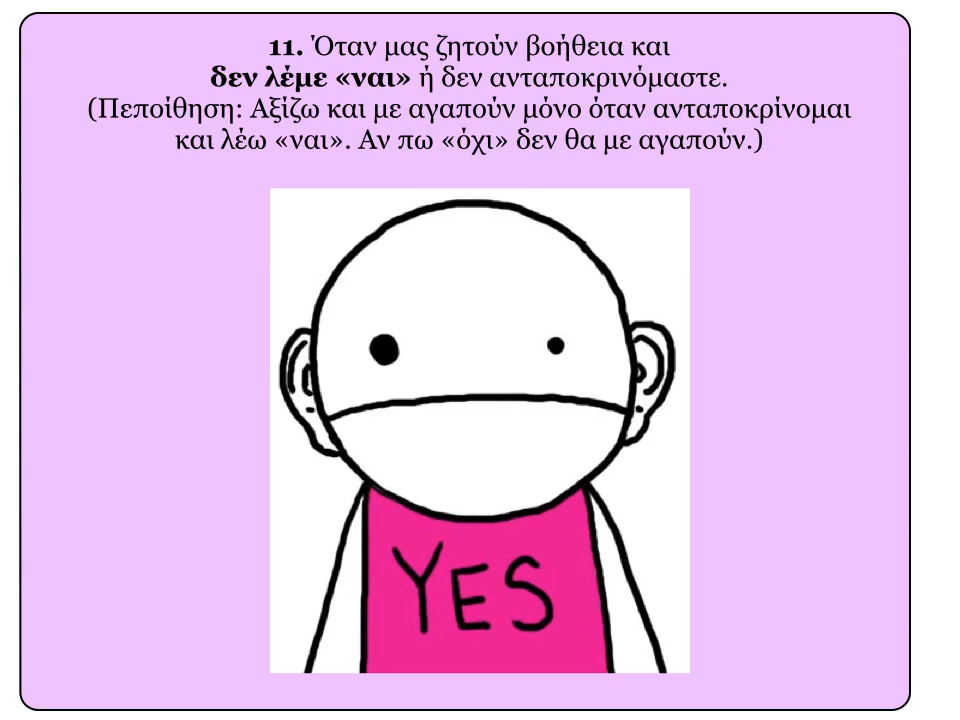 11. Όταν μας ζητούν βοήθεια και
δεν λέμε «ναι» ή δεν ανταποκρινόμαστε.
(Πεποίθηση: Αξίζω και με αγαπούν μόνο όταν ανταποκρίνομαι
και λέω «ναι». Αν πω «όχι» δεν θα με αγαπούν.)
YES